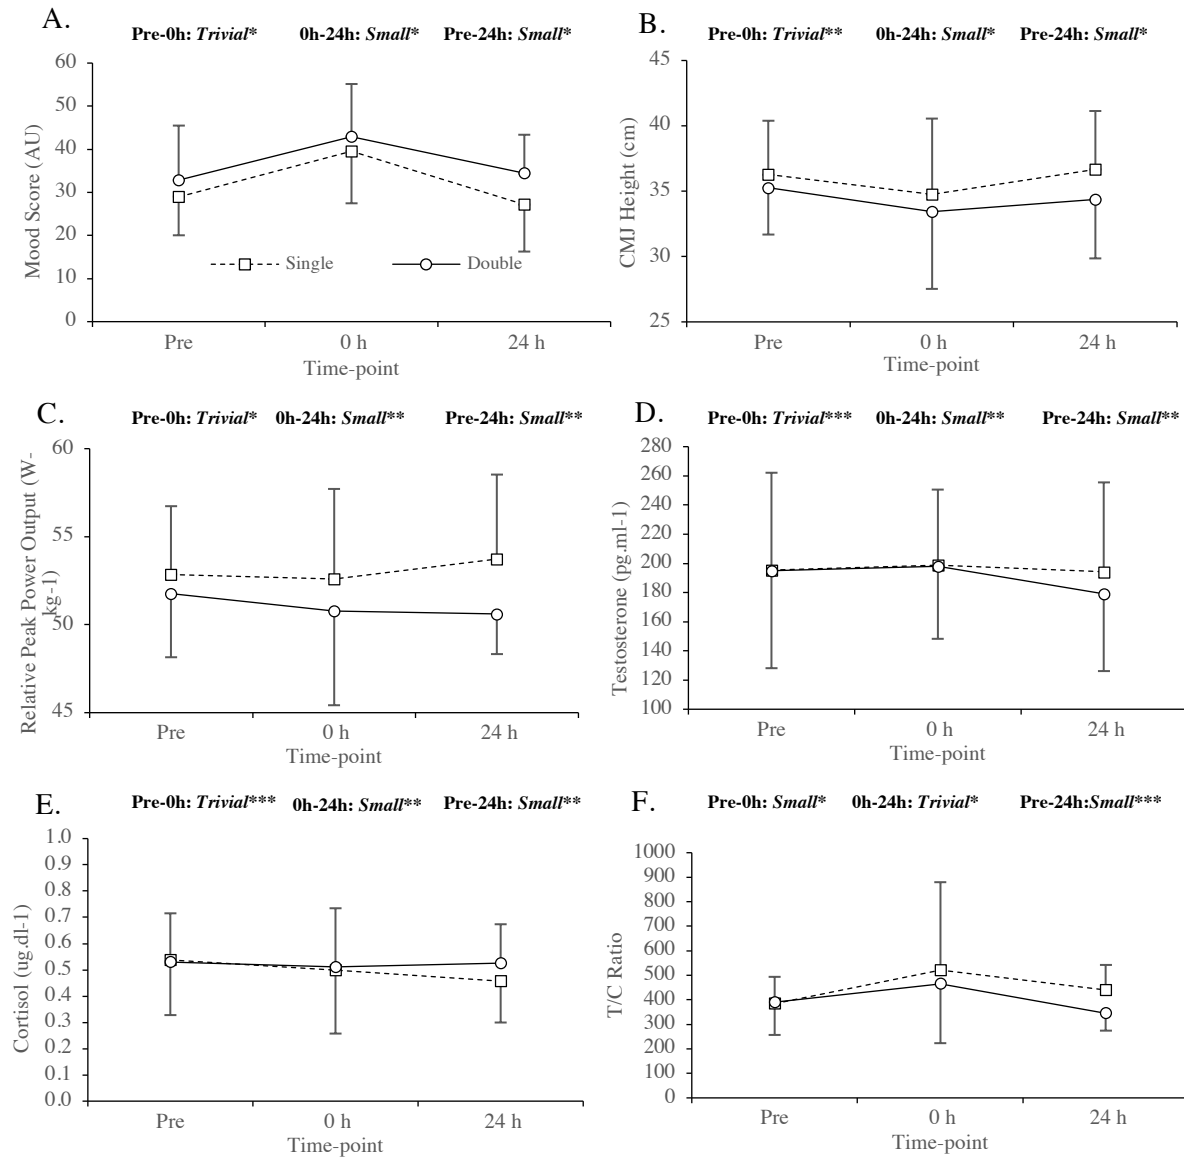 A.
Pre-0h: Trivial*
0h-24h: Small*
Pre-24h: Small*
60
50
40
30
20
10
0
Mood Score (AU)
Single
Double
Pre
0 h
24 h
Time-point
B.
Pre-0h: Trivial**
0h-24h: Small*
Pre-24h: Small*
45
40
35
30
25
CMJ Height (cm)
Pre
0 h
24 h
Time-point
C.
Pre-0h: Trivial*
0h-24h: Small**
Pre-24h: Small**
60
55
50
45
Relative Peak Power Output (W-
kg-1)
Pre
0 h
24 h
Time-point
D.
Pre-0h: Trivial***
0h-24h: Small**
Pre-24h: Small**
280
260
240
220
200
180
160
140
120
100
Testosterone (pg.ml-1)
Pre
0 h
24 h
Time-point
E.
Pre-0h: Trivial***
0h-24h: Small**
Pre-24h: Small**
1.0
0.9
0.8
0.7
0.6
0.5
0.4
0.3
0.2
0.1
0.0
Cortisol (ug.dl-1)
Pre
0 h
24 h
Time-point
F.
Pre-0h: Small*
0h-24h: Trivial*
Pre-24h:Small***
1000
900
800
700
600
500
400
300
200
100
0
T/C Ratio
Pre
0 h
24 h
Time-point